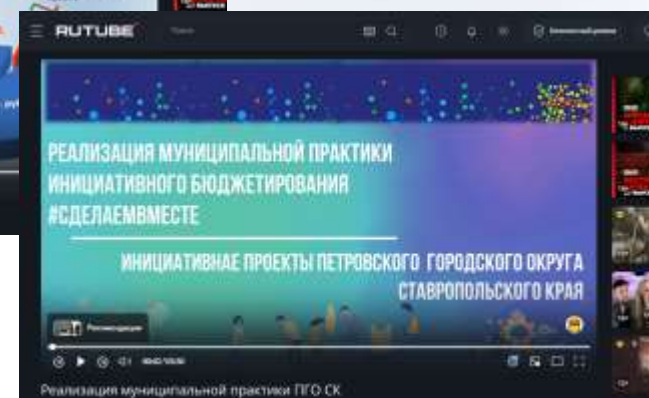 RUTUBE
РЕАЛИЗАЦИЯ МУНИЦИПАЛЬНОЙ ПРАКТИКИ
ИНИЦИАТИВНОГО БЮДЖЕТИРОВАНИЯ
#СДЕЛАЕМВМЕСТЕ
ИНИЦИАТИВНАЕ ПРОЕКТЫ ПЕТРОВСКОГО ГОРОДСКОГО ОКРУГА
СТАВРОПОЛЬСКОГО КРАЯ
Рекомендации
Реализация муниципальной практики ПГО СК